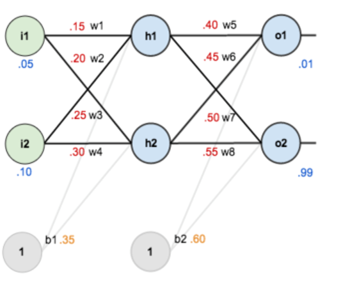 i1 .15 w1 h1 .40 w5 o1
.05 .20 w2 .45 w6 .01
.25 w3 .50 w7
i2 .30 w4 h2 .55 w8 o2
.10 .99
1 b1 .35 1 b2 .60